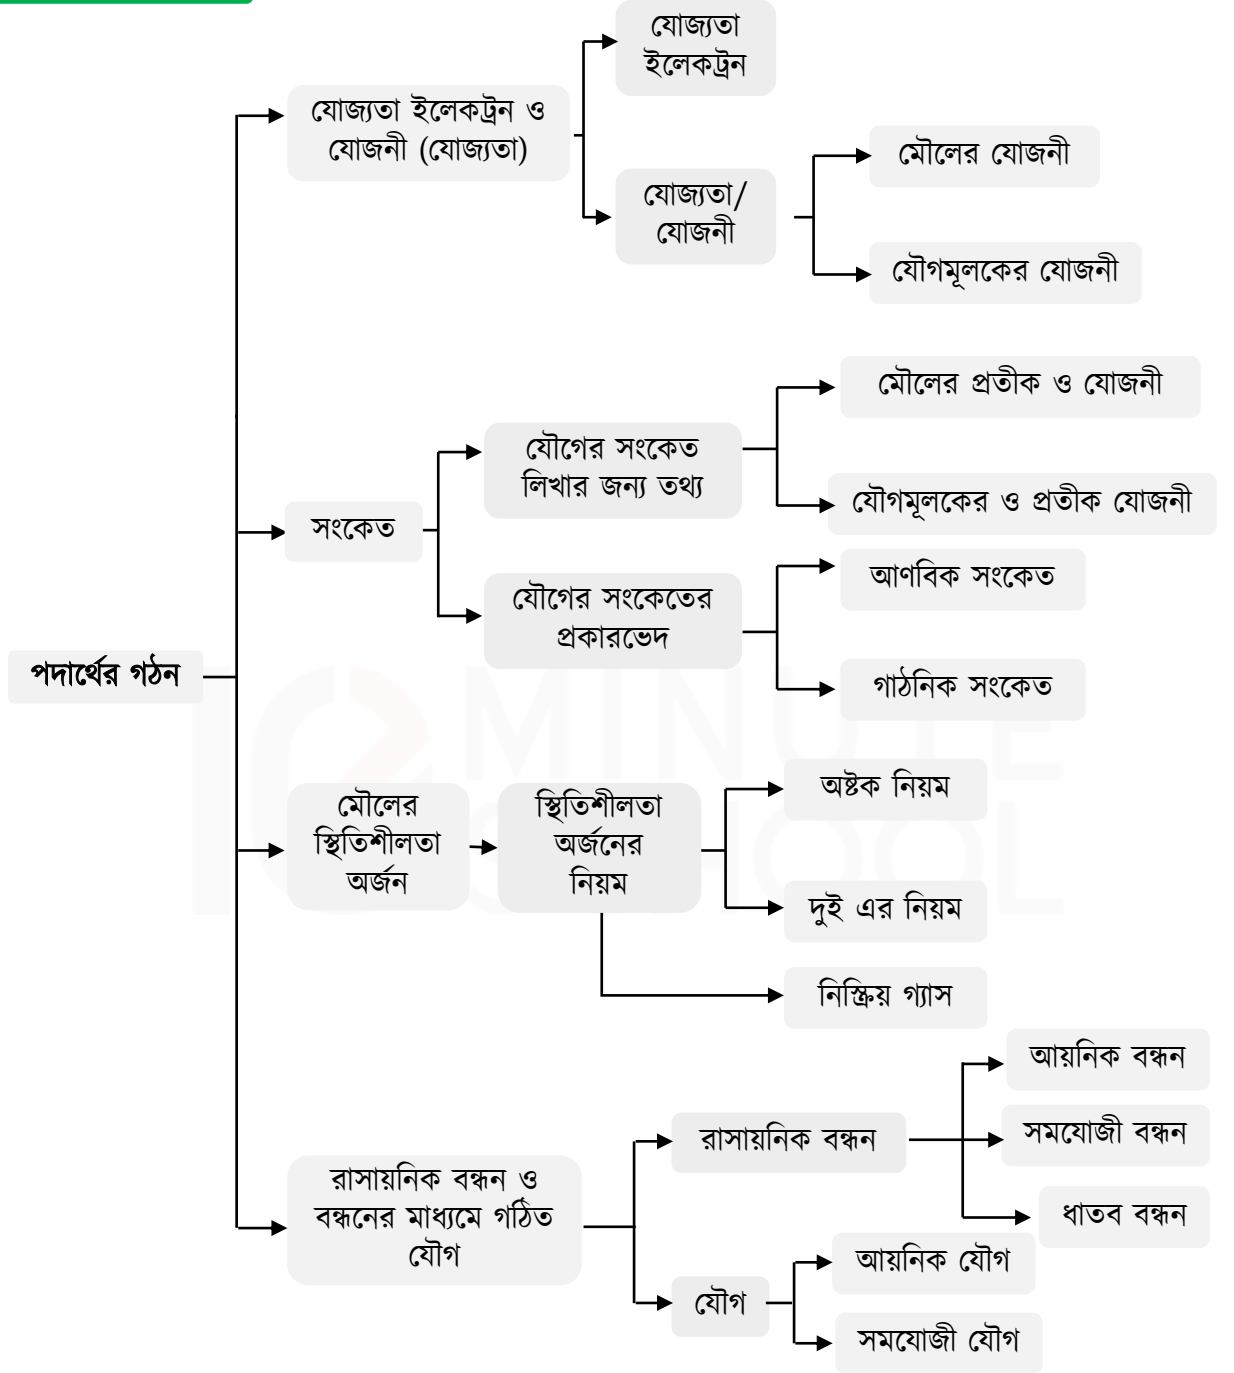 যোজ্যতা
ইলেকট্রন
যোজ্যতা ইলেকট্রন ও
যোজনী (যোজ্যতা)
যোজ্যতা/
যোজনী
মৌলের যোজনী
যৌগমূলকের যোজনী
মৌলের প্রতীক ও যোজনী
যৌগের সংকেত
লিখার জন্য তথ্য
যৌগমূলকের ও প্রতীক যোজনী
সংকেত
আণবিক সংকেত
যৌগের সংকেতের
প্রকারভেদ
গাঠনিক সংকেত
পদার্থের গঠন
10 MINUTE
SCHOOL
মৌলের
স্থিতিশীলতা
অর্জন
স্থিতিশীলতা
অর্জনের
নিয়ম
অষ্টক নিয়ম
দুই এর নিয়ম
নিস্ক্রিয় গ্যাস
রাসায়নিক বন্ধন ও
বন্ধনের মাধ্যমে গঠিত
যৌগ
রাসায়নিক বন্ধন
আয়নিক বন্ধন
সমযোজী বন্ধন
ধাতব বন্ধন
যৌগ
আয়নিক যৌগ
সমযোজী যৌগ